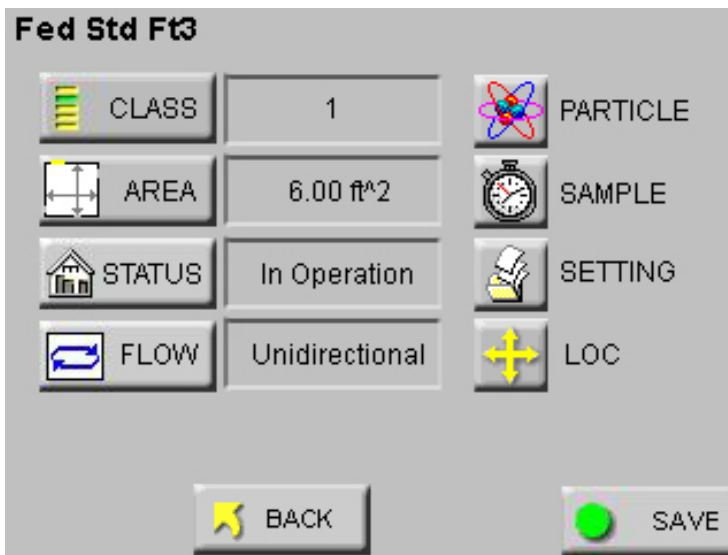 Fed Std Ft3
CLASS 1 PARTICLE
AREA 6.00 ft^2 SAMPLE
STATUS In Operation SETTING
FLOW Unidirectional LOC
BACK SAVE